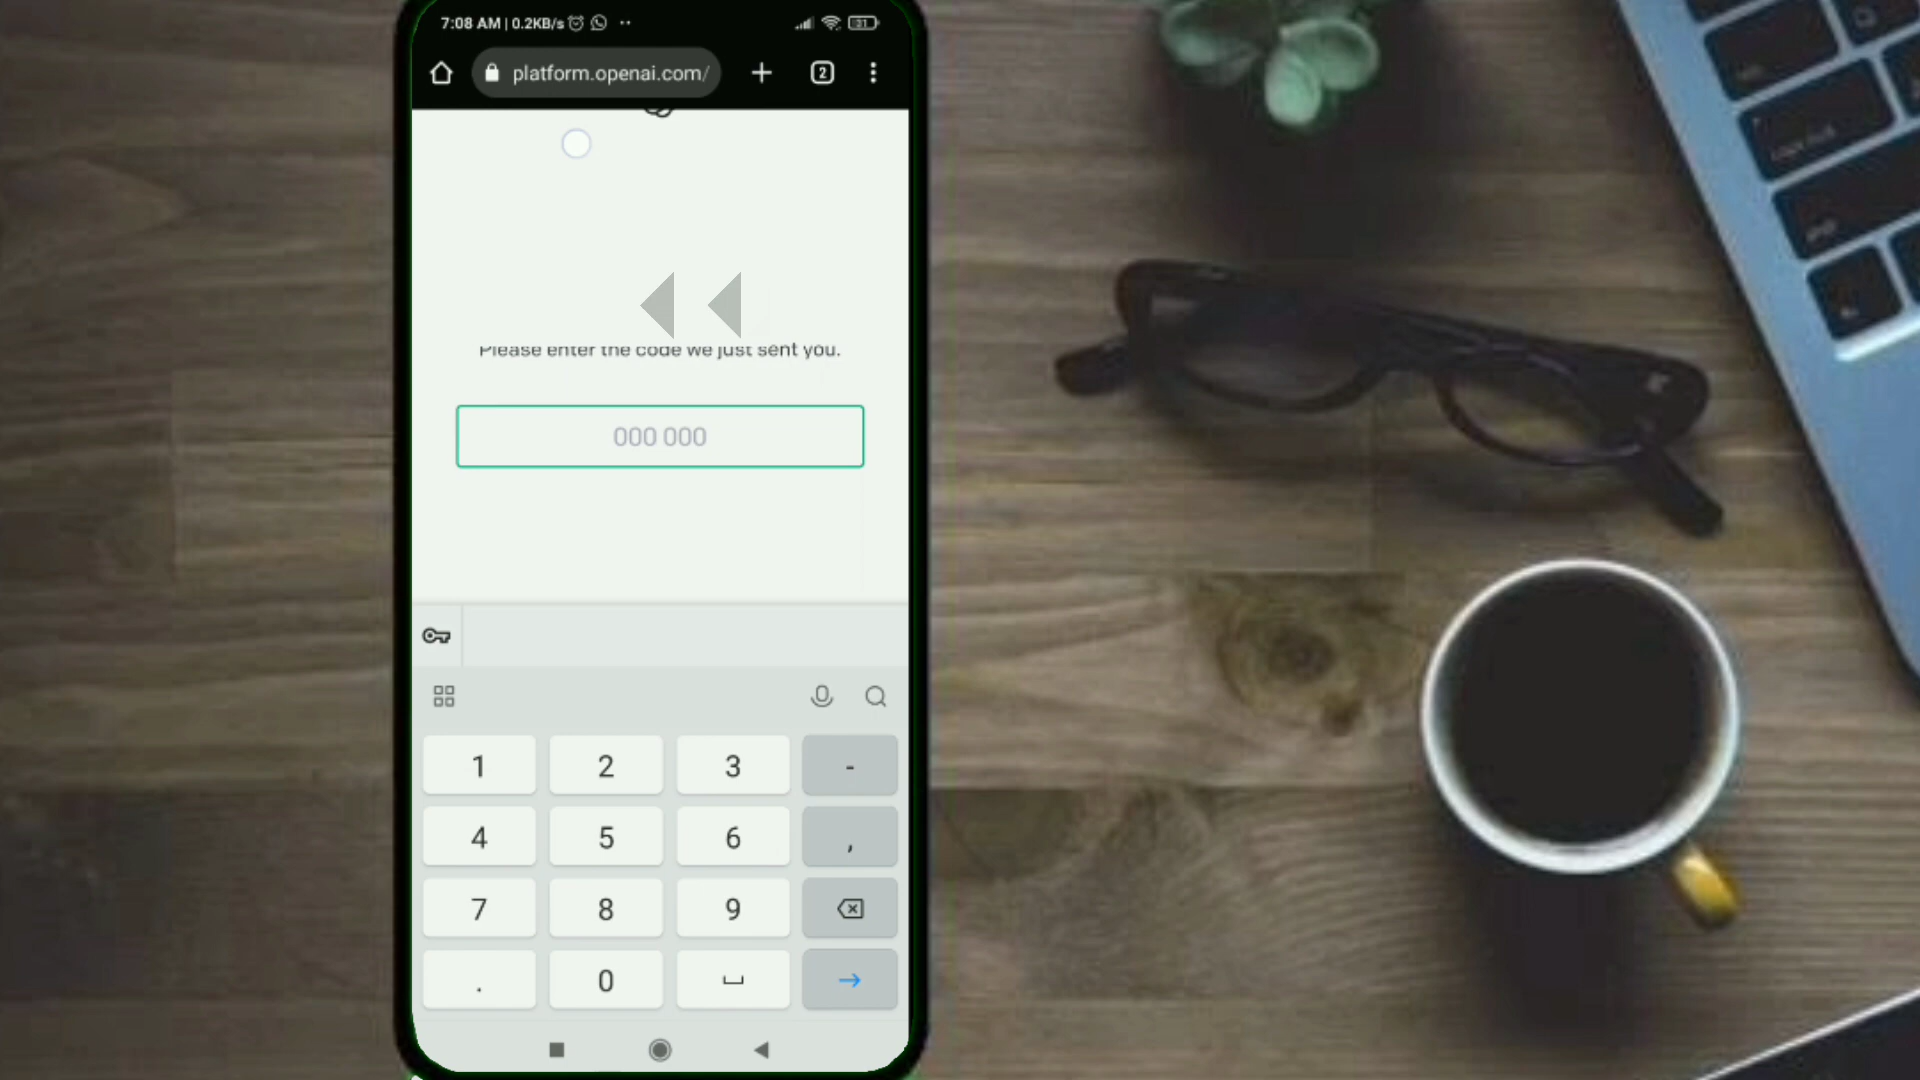 7:08 AM | 0.2KB/s
31
platform.openai.com/
2
Please enter the code we just sent you.
000 000
1 2 3 -
4 5 6 ,
7 8 9
. 0